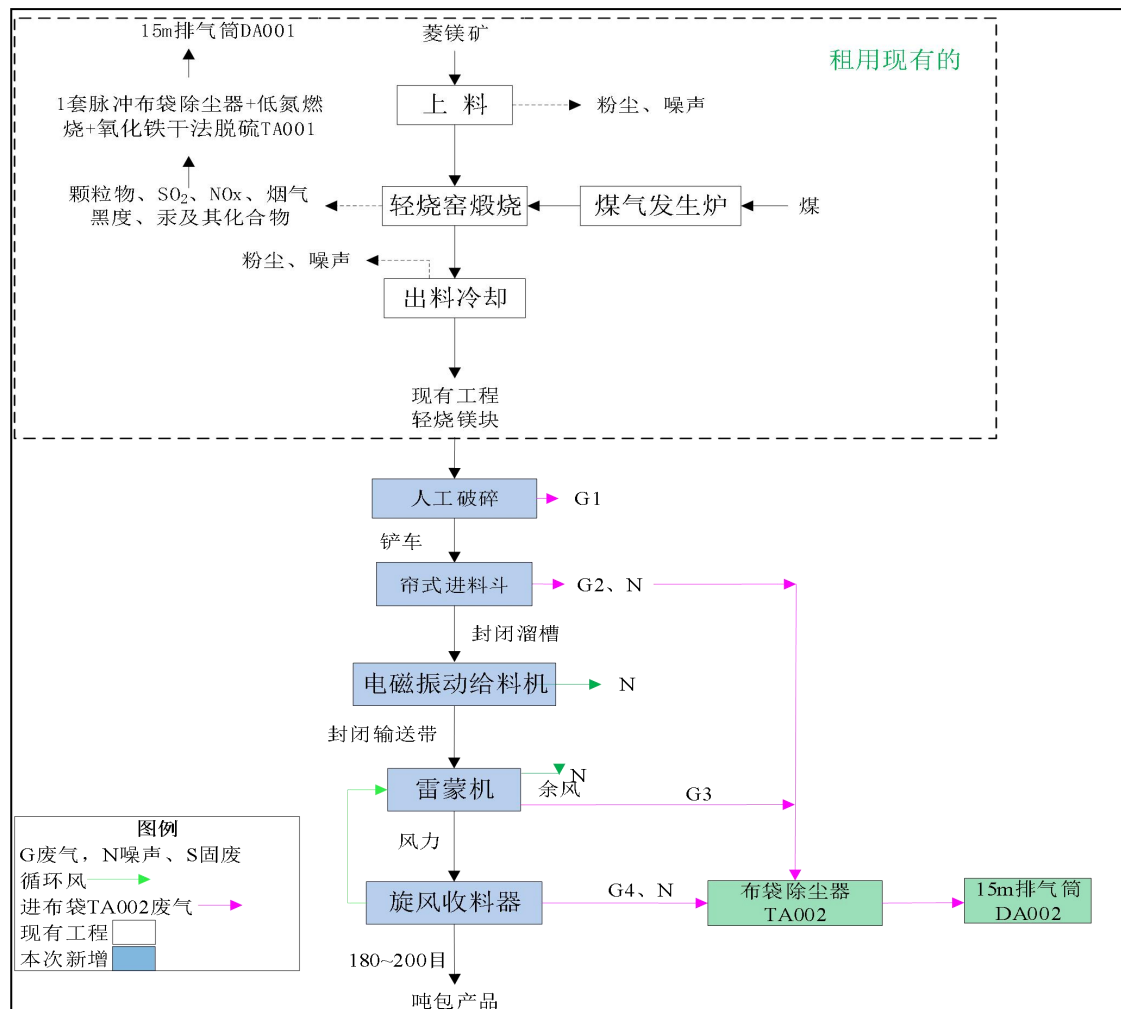 15m排气筒DA001
菱镁矿
租用现有的
1套脉冲布袋除尘器+低氮燃
烧+氧化铁干法脱硫TA001
上 料
粉尘、噪声
颗粒物、SO₂、NOx、烟气
黑度、汞及其化合物
轻烧窑煅烧
煤气发生炉
煤
粉尘、噪声
出料冷却
现有工程
轻烧镁块
人工破碎
G1
铲车
帘式进料斗
G2、N
封闭溜槽
电磁振动给料机
N
封闭输送带
雷蒙机
N
余风
G3
风力
旋风收料器
G4、N
布袋除尘器
TA002
15m排气筒
DA002
180~200目
吨包产品
图例
G废气，N噪声、S固废
循环风
进布袋TA002废气
现有工程
本次新增